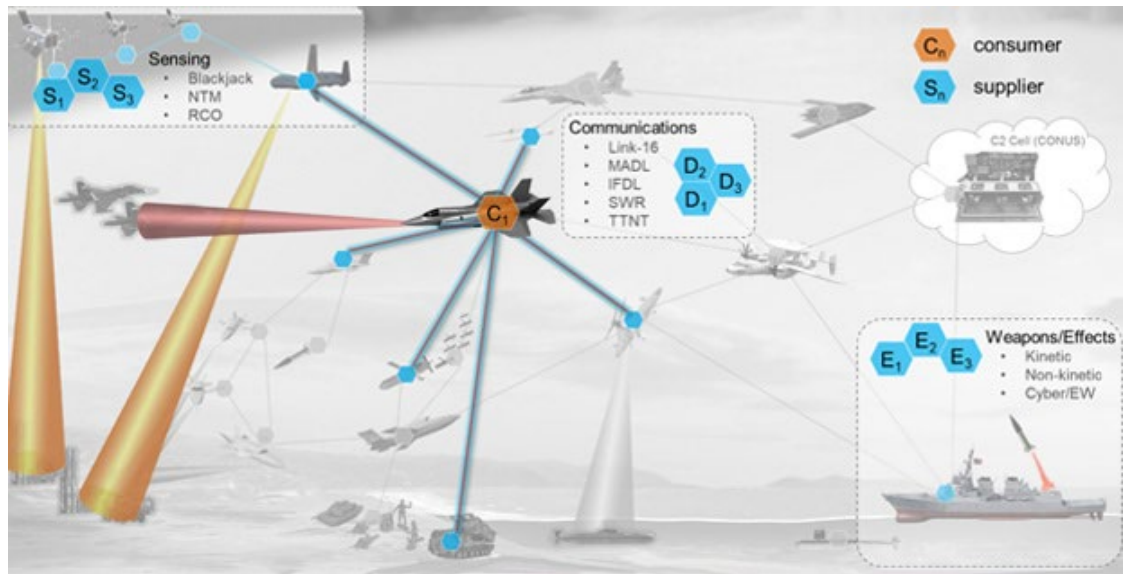 Sensing
• Blackjack
• NTM
• RCO
S1
S2
S3
Cn consumer
Sn supplier
Communications
• Link-16
• MADL
• IFDL
• SWR
• TTNT
D2
D3
D1
C2 Cell (CONUS)
C1
Weapons/Effects
• Kinetic
• Non-kinetic
• Cyber/EW
E1
E2
E3